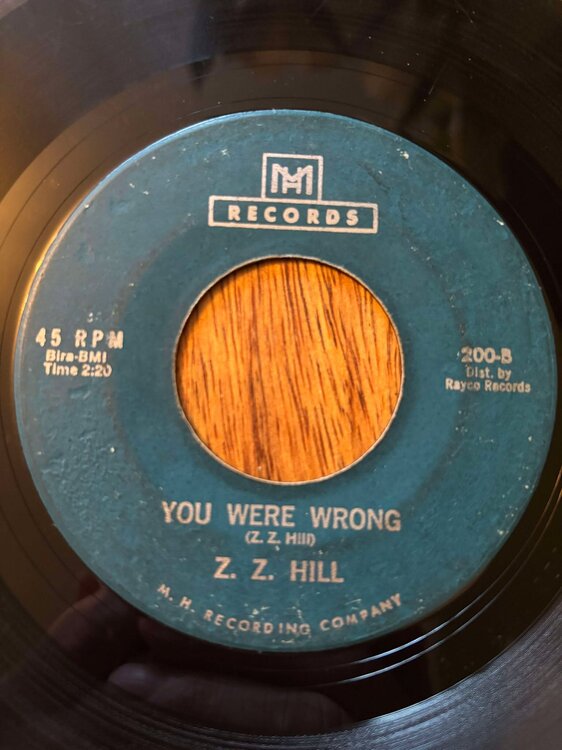 MH
RECORDS
45 RPM
Bira-BMI
Time 2:20
200-B
Dist. by
Rayco Records
YOU WERE WRONG
(Z. Z. Hill)
Z. Z. HILL
M. H. RECORDING COMPANY